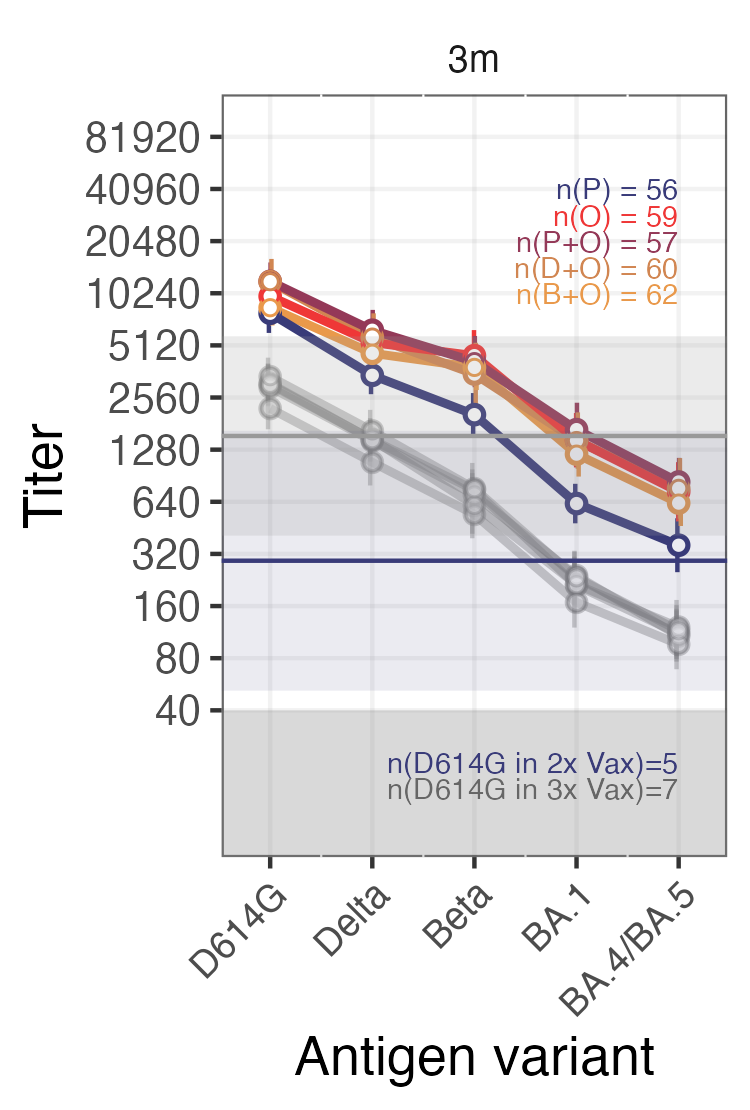 3m
81920
40960
20480
10240
5120
2560
1280
640
320
160
80
40
Titer
n(P) = 56
n(O) = 59
n(P+O) = 57
n(D+O) = 60
n(B+O) = 62
n(D614G in 2x Vax)=5
n(D614G in 3x Vax)=7
D614G
Delta
Beta
BA.1
BA.4/BA.5
Antigen variant